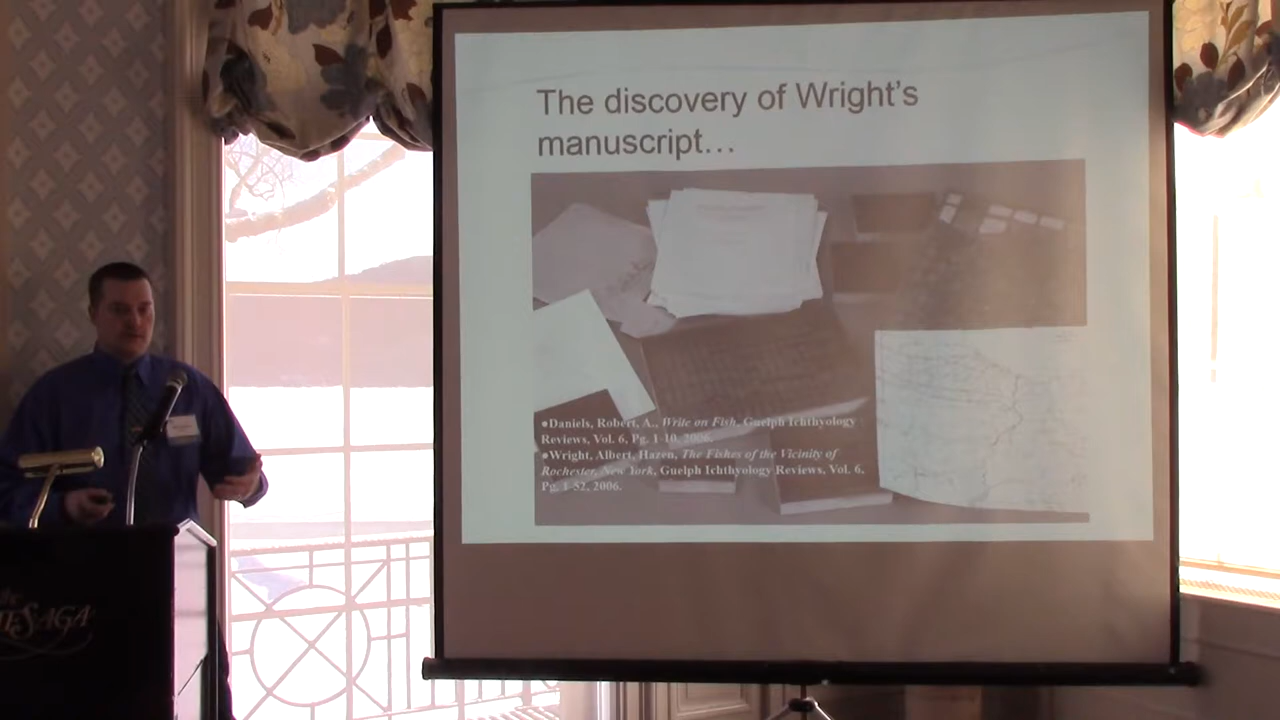 The discovery of Wright's
manuscript…
●Daniels, Robert, A., Write on Fish, Guelph Ichthyology
Reviews, Vol. 6, Pg. 1-10, 2006.
●Wright, Albert, Hazen, The Fishes of the Vicinity of
Rochester, New York, Guelph Ichthyology Reviews, Vol. 6,
Pg. 1-52, 2006.
the